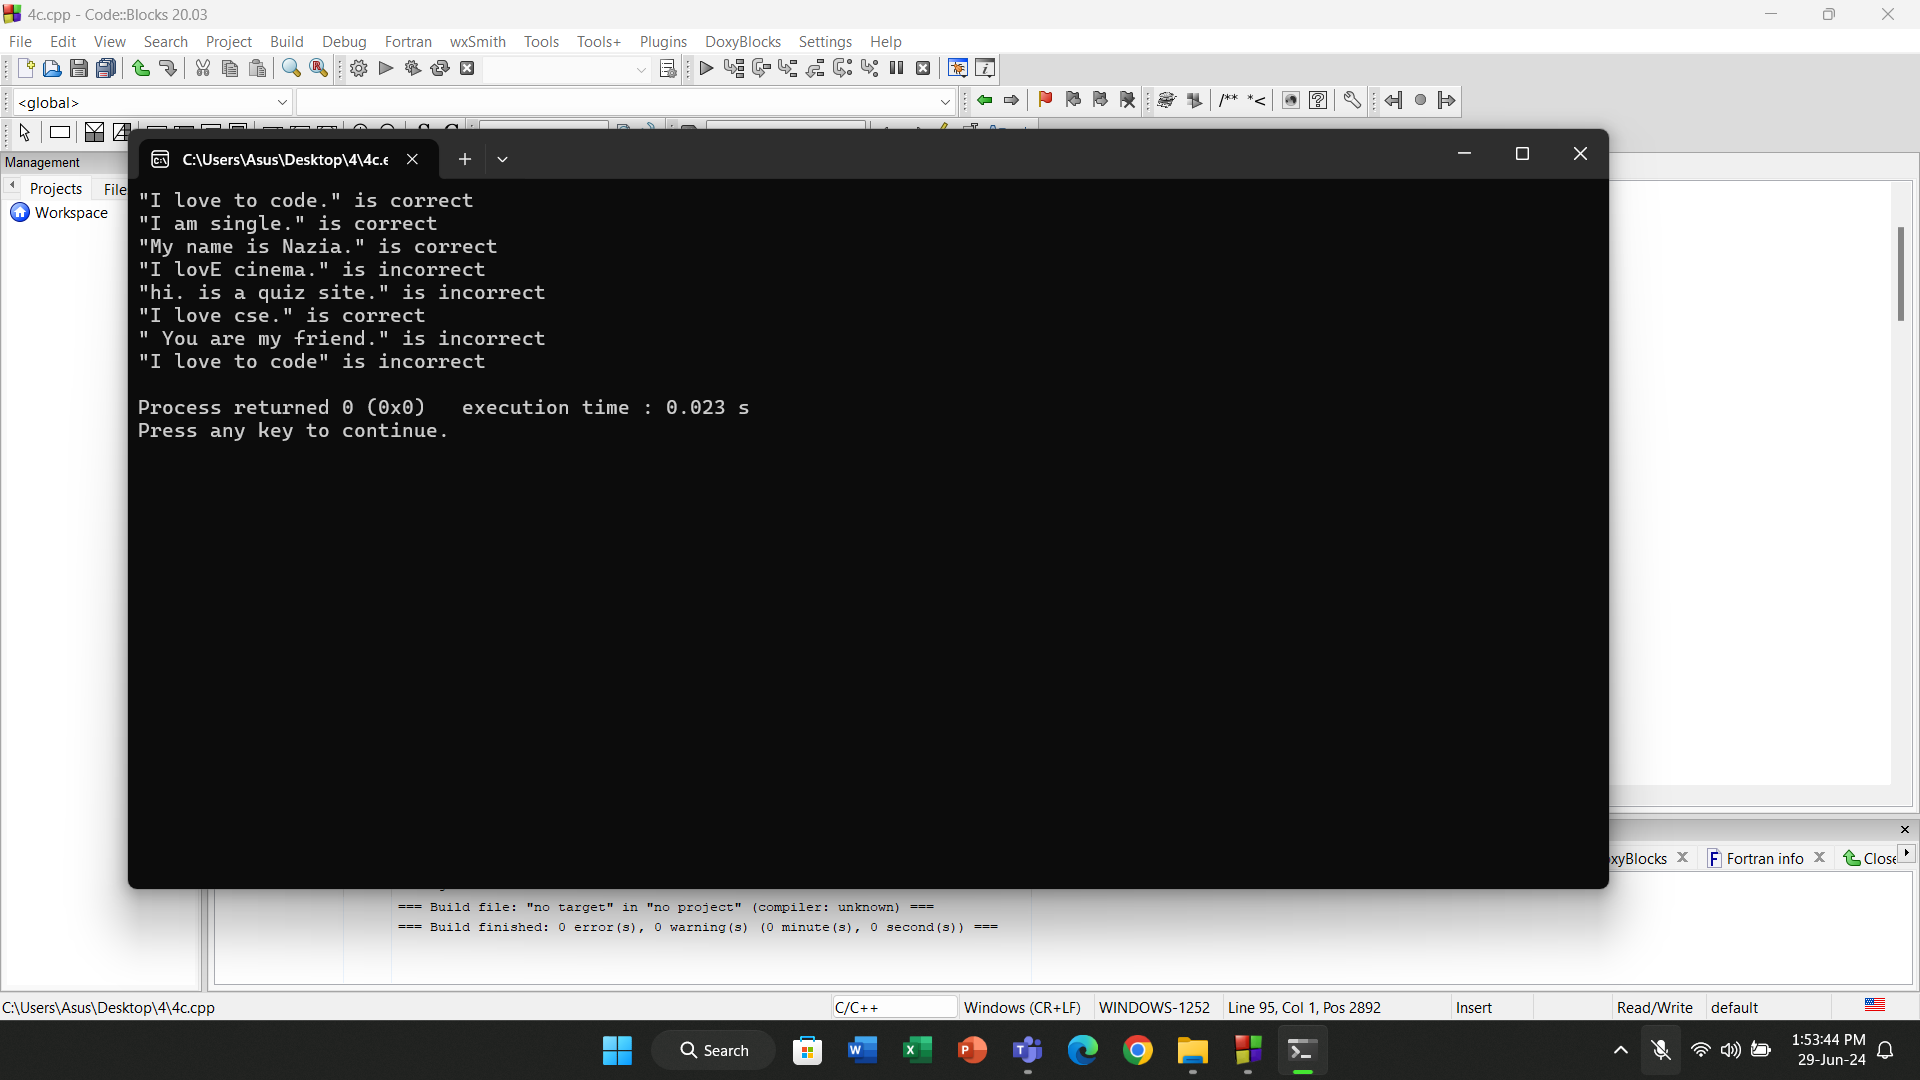 4c.cpp - Code::Blocks 20.03
File Edit View Search Project Build Debug Fortran wxSmith Tools Tools+ Plugins DoxyBlocks Settings Help
<global>
/** *<
Management
Projects File
Workspace
C:\Users\Asus\Desktop\4\4c.e
"I love to code." is correct
"I am single." is correct
"My name is Nazia." is correct
"I lovE cinema." is incorrect
"hi. is a quiz site." is incorrect
"I love cse." is correct
" You are my friend." is incorrect
"I love to code" is incorrect
Process returned 0 (0x0)   execution time : 0.023 s
Press any key to continue.
xyBlocks Fortran info Close
=== Build file: "no target" in "no project" (compiler: unknown) ===
=== Build finished: 0 error(s), 0 warning(s) (0 minute(s), 0 second(s)) ===
C:\Users\Asus\Desktop\4\4c.cpp C/C++ Windows (CR+LF) WINDOWS-1252 Line 95, Col 1, Pos 2892 Insert Read/Write default
Search
1:53:44 PM
29-Jun-24